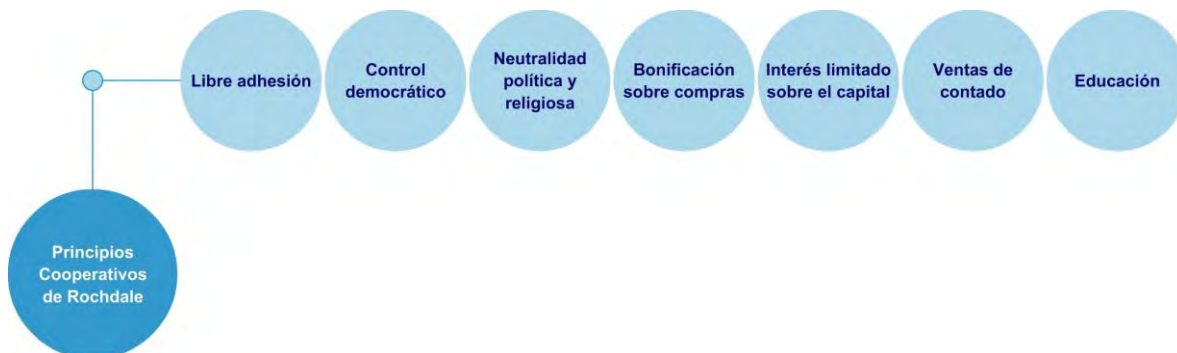 Libre adhesión
Control
democrático
Neutralidad
política y
religiosa
Bonificación
sobre compras
Interés limitado
sobre el capital
Ventas de
contado
Educación
Principios
Cooperativos
de Rochdale